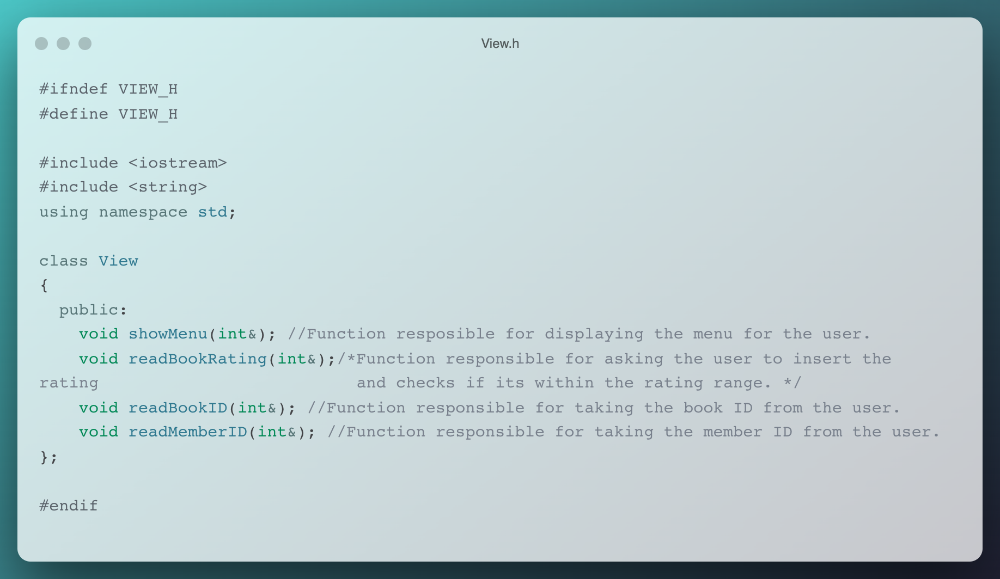 View.h
#ifndef VIEW_H
#define VIEW_H
#include <iostream>
#include <string>
using namespace std;
class View
{
  public:
    void showMenu(int&); //Function resposible for displaying the menu for the user.
    void readBookRating(int&);/*Function responsible for asking the user to insert the
rating                          and checks if its within the rating range. */
    void readBookID(int&); //Function responsible for taking the book ID from the user.
    void readMemberID(int&); //Function responsible for taking the member ID from the user.
};
#endif